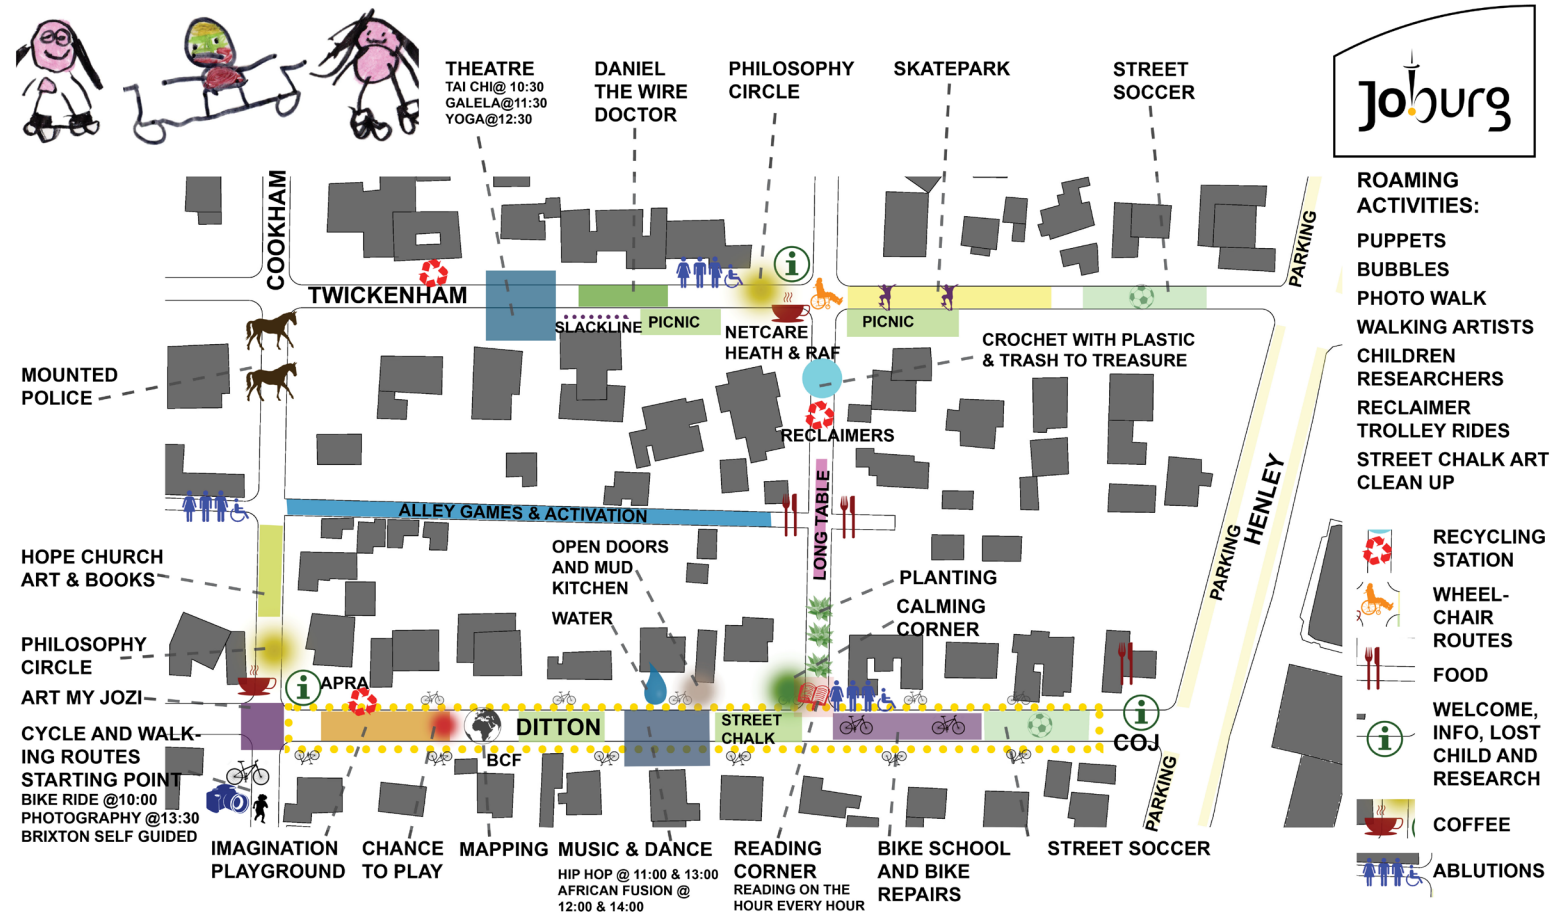 THEATRE
TAI CHI@ 10:30
GALELA@11:30
YOGA@12:30
DANIEL
THE WIRE
DOCTOR
PHILOSOPHY
CIRCLE
SKATEPARK
STREET
SOCCER
Joburg
ROAMING
ACTIVITIES:
PUPPETS
BUBBLES
PHOTO WALK
WALKING ARTISTS
CHILDREN
RESEARCHERS
RECLAIMER
TROLLEY RIDES
STREET CHALK ART
CLEAN UP
COOKHAM
PARKING
TWICKENHAM
SLACKLINE
PICNIC
NETCARE
HEATH & RAF
PICNIC
CROCHET WITH PLASTIC
& TRASH TO TREASURE
MOUNTED
POLICE
RECLAIMERS
HENLEY
PARKING
ALLEY GAMES & ACTIVATION
LONG TABLE
HOPE CHURCH
ART & BOOKS
OPEN DOORS
AND MUD
KITCHEN
WATER
PLANTING
CALMING
CORNER
PHILOSOPHY
CIRCLE
ART MY JOZI
i
APRA
DITTON
STREET
CHALK
COJ
BCF
PARKING
CYCLE AND WALK-
ING ROUTES
STARTING POINT
BIKE RIDE @10:00
PHOTOGRAPHY @13:30
BRIXTON SELF GUIDED
IMAGINATION
PLAYGROUND
CHANCE
TO PLAY
MAPPING
MUSIC & DANCE
HIP HOP @ 11:00 & 13:00
AFRICAN FUSION @
12:00 & 14:00
READING
CORNER
READING ON THE
HOUR EVERY HOUR
BIKE SCHOOL
AND BIKE
REPAIRS
STREET SOCCER
RECYCLING
STATION
WHEEL-
CHAIR
ROUTES
FOOD
WELCOME,
INFO, LOST
CHILD AND
RESEARCH
COFFEE
ABLUTIONS